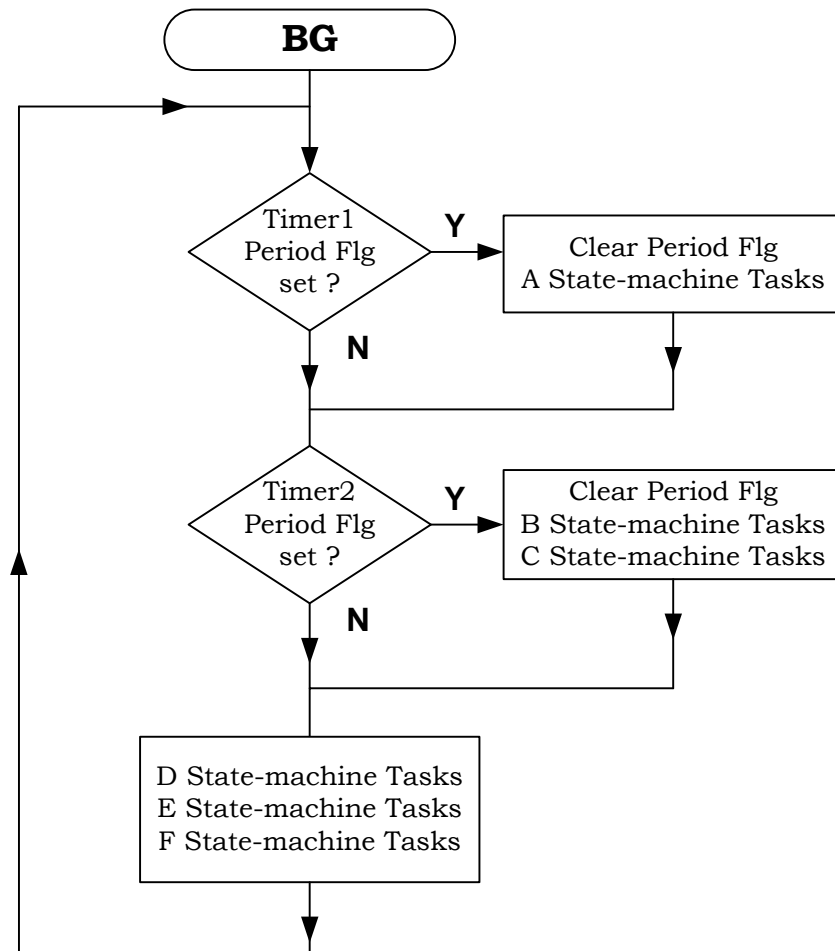 BG
Timer1
Period Flg
set ?
Y
Clear Period Flg
A State-machine Tasks
N
Timer2
Period Flg
set ?
Y
Clear Period Flg
B State-machine Tasks
C State-machine Tasks
N
D State-machine Tasks
E State-machine Tasks
F State-machine Tasks